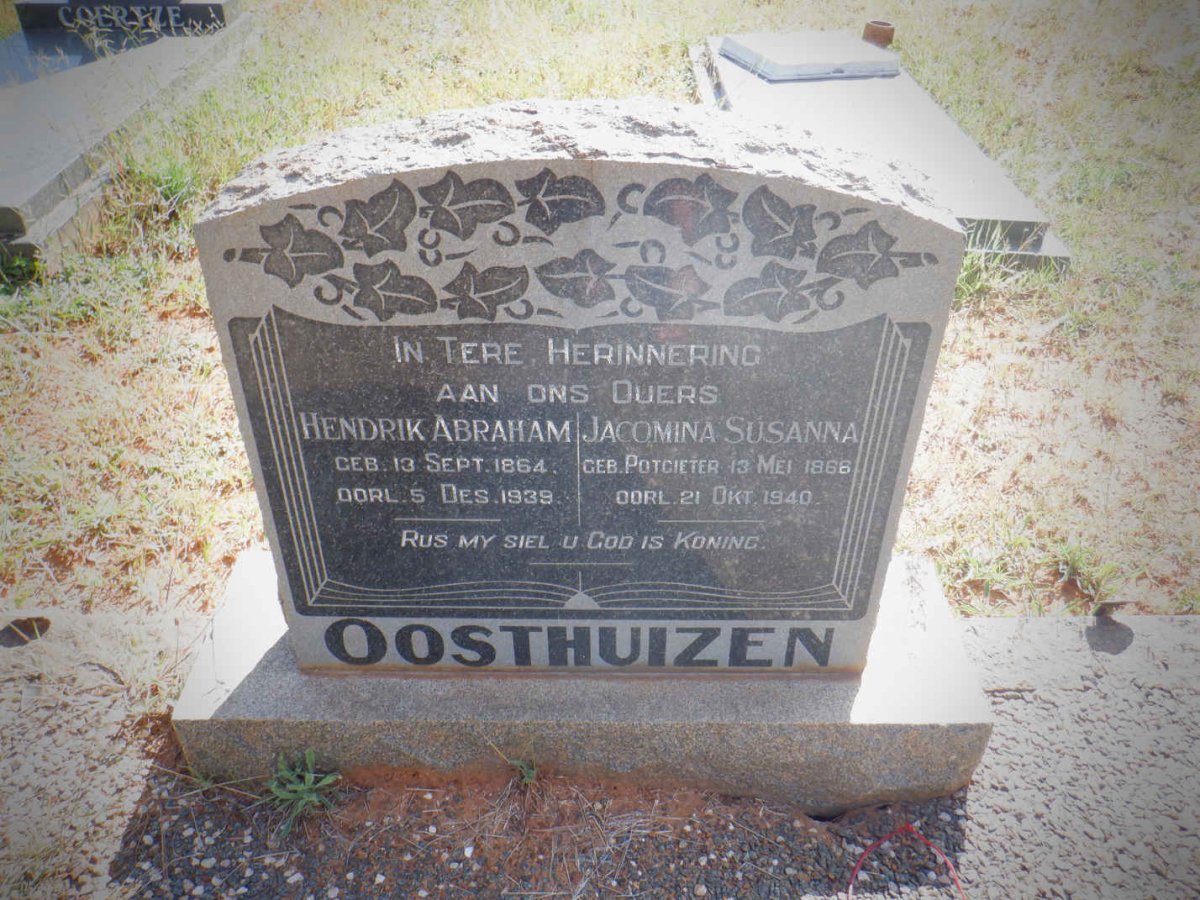 COERTZE
IN TERE HERINNERING
AAN ONS OUERS
HENDRIK ABRAHAM
GEB. 13 SEPT. 1864.
OORL. 5 DES. 1939.
JACOMINA SUSANNA
GEB. POTGIETER 13 MEI 1866.
OORL. 21 OKT. 1940.
RUS MY SIEL U GOD IS KONING.
OOSTHUIZEN